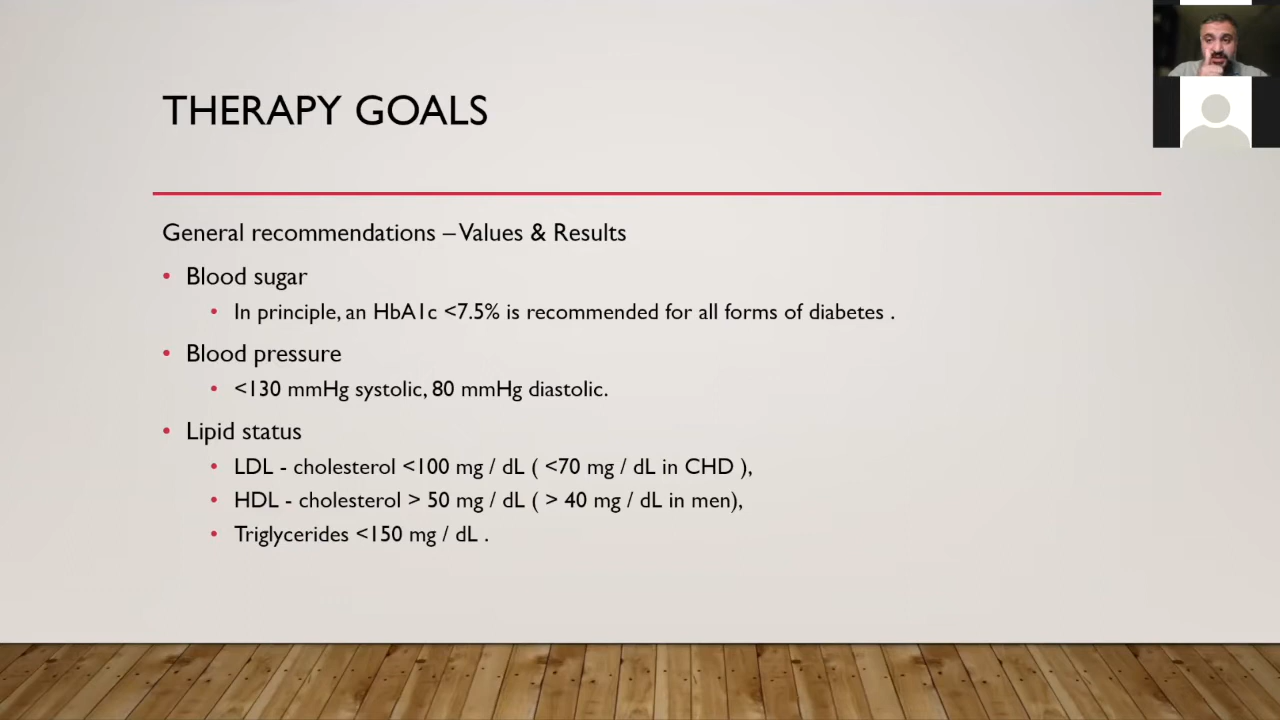 THERAPY GOALS
General recommendations – Values & Results
• Blood sugar
• In principle, an HbA1c <7.5% is recommended for all forms of diabetes .
• Blood pressure
• <130 mmHg systolic, 80 mmHg diastolic.
• Lipid status
• LDL - cholesterol <100 mg / dL ( <70 mg / dL in CHD ),
• HDL - cholesterol > 50 mg / dL ( > 40 mg / dL in men),
• Triglycerides <150 mg / dL .